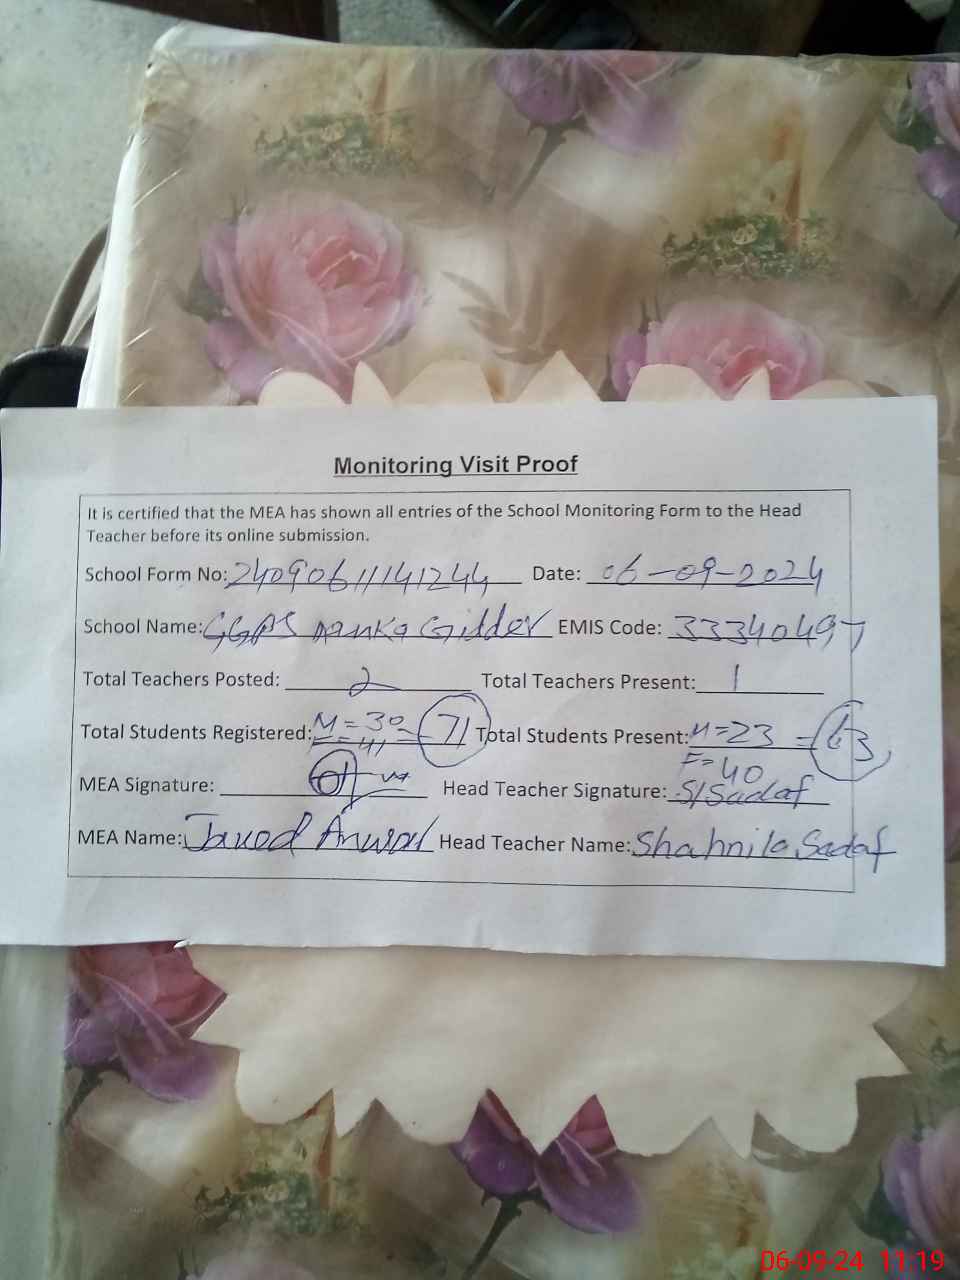 Monitoring Visit Proof
It is certified that the MEA has shown all entries of the School Monitoring Form to the Head
Teacher before its online submission.
School Form No: 24090611141244 Date: 06-09-2024
School Name: GGPS Nanka Gidder EMIS Code: 33340497
Total Teachers Posted: 2 Total Teachers Present: 1
Total Students Registered: M=30 F=41 = 71 Total Students Present: M=23 F=40 = 63
MEA Signature: Head Teacher Signature: S/Sadaf
MEA Name: Javed Anwar Head Teacher Name: Shahnila Sadaf
06-09-24 11:19